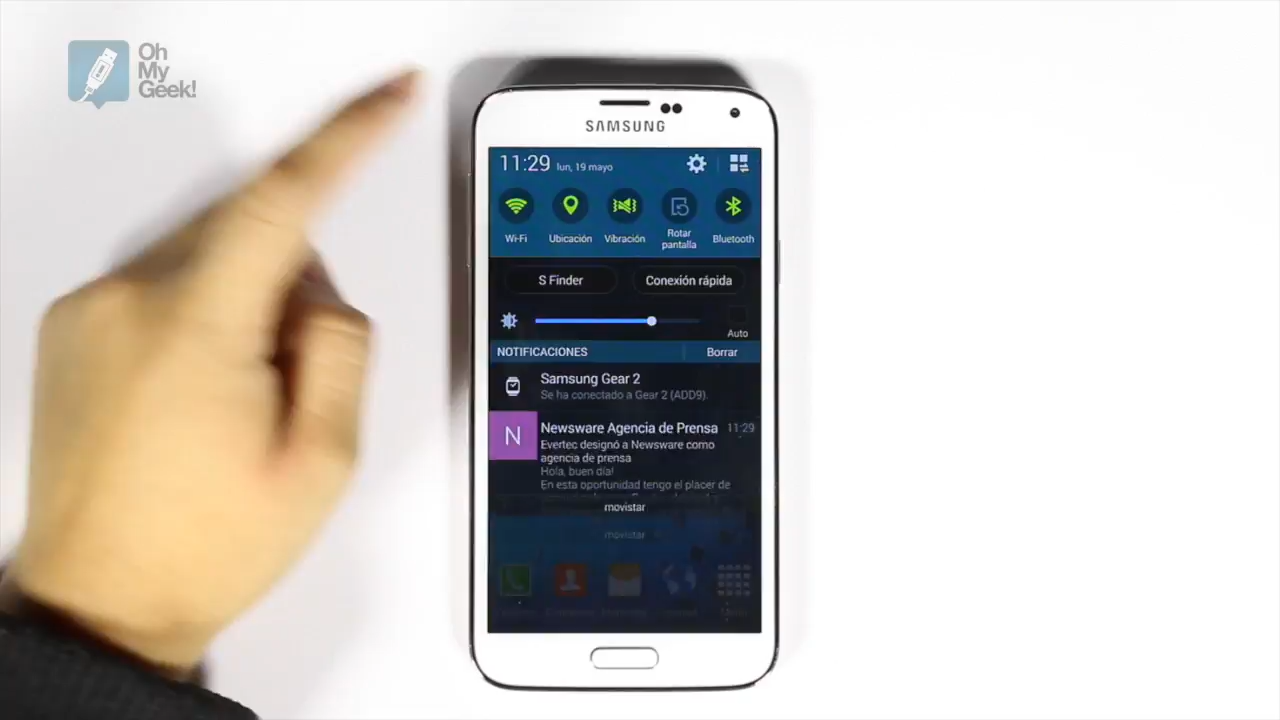 Oh
My
Geek!
SAMSUNG
11:29 lun, 19 mayo
Wi-Fi
Ubicación
Vibración
Rotar
pantalla
Bluetooth
S Finder
Conexión rápida
Auto
NOTIFICACIONES
Borrar
Samsung Gear 2
Se ha conectado a Gear 2 (ADD9).
N
Newsware Agencia de Prensa 11:29
Evertec designó a Newsware como
agencia de prensa
Hola, buen día!
En esta oportunidad tengo el placer de
movistar
movistar